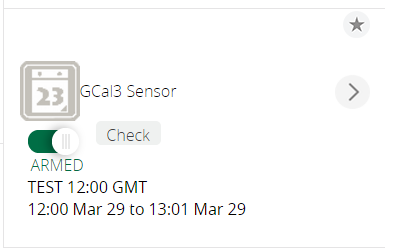 23
GCal3 Sensor
Check
ARMED
TEST 12:00 GMT
12:00 Mar 29 to 13:01 Mar 29